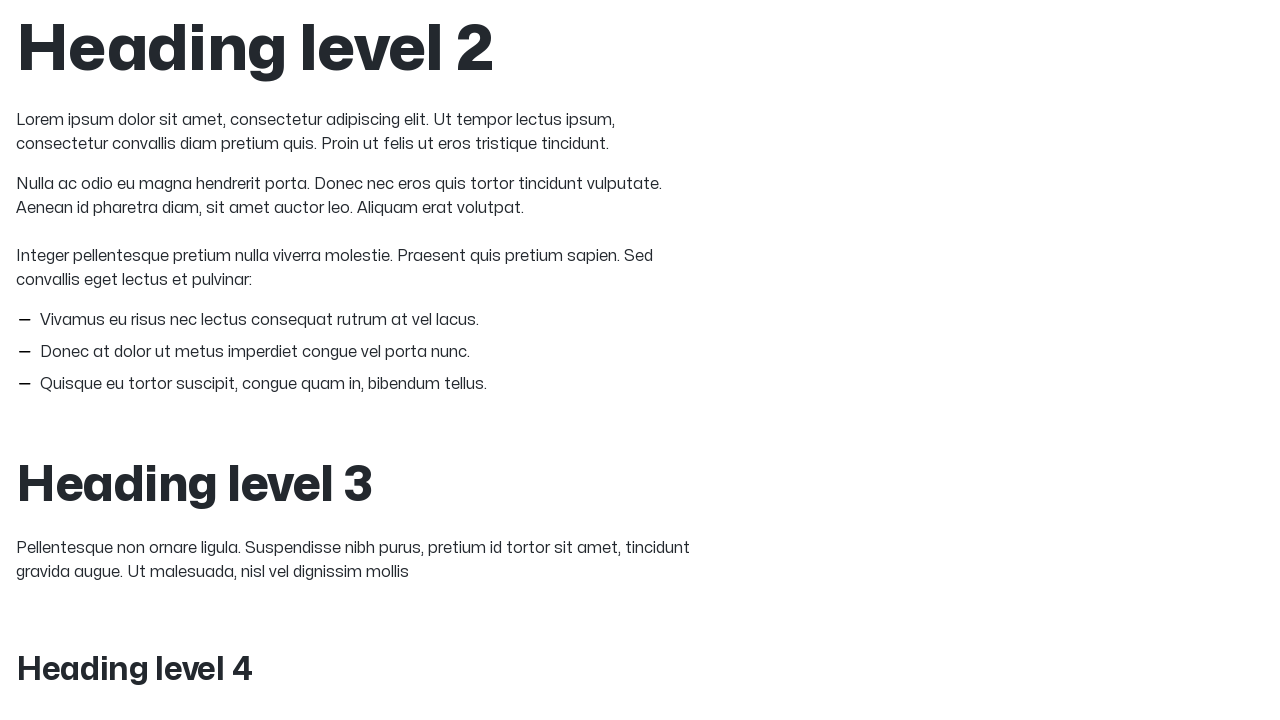 Heading level 2
Lorem ipsum dolor sit amet, consectetur adipiscing elit. Ut tempor lectus ipsum,
consectetur convallis diam pretium quis. Proin ut felis ut eros tristique tincidunt.
Nulla ac odio eu magna hendrerit porta. Donec nec eros quis tortor tincidunt vulputate.
Aenean id pharetra diam, sit amet auctor leo. Aliquam erat volutpat.
Integer pellentesque pretium nulla viverra molestie. Praesent quis pretium sapien. Sed
convallis eget lectus et pulvinar:
— Vivamus eu risus nec lectus consequat rutrum at vel lacus.
— Donec at dolor ut metus imperdiet congue vel porta nunc.
— Quisque eu tortor suscipit, congue quam in, bibendum tellus.
Heading level 3
Pellentesque non ornare ligula. Suspendisse nibh purus, pretium id tortor sit amet, tincidunt
gravida augue. Ut malesuada, nisl vel dignissim mollis
Heading level 4